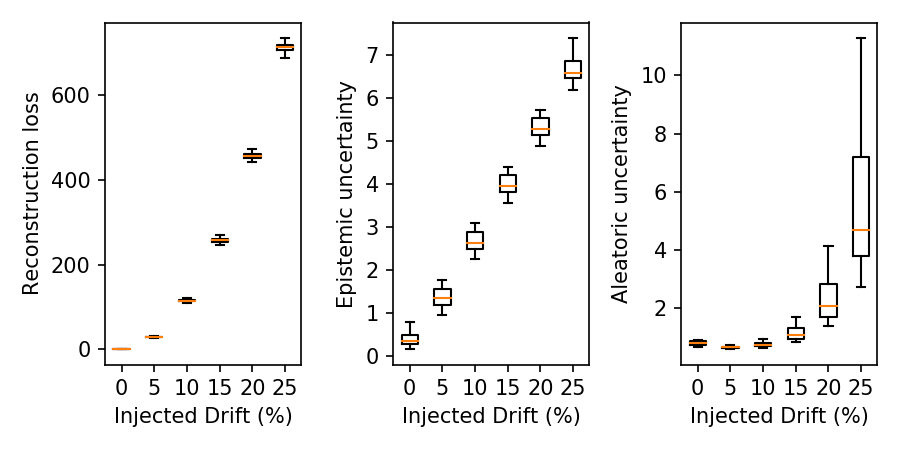 Reconstruction loss
600
400
200
0
0 5 10 15 20 25
Injected Drift (%)
Epistemic uncertainty
7
6
5
4
3
2
1
0
0 5 10 15 20 25
Injected Drift (%)
Aleatoric uncertainty
10
8
6
4
2
0 5 10 15 20 25
Injected Drift (%)